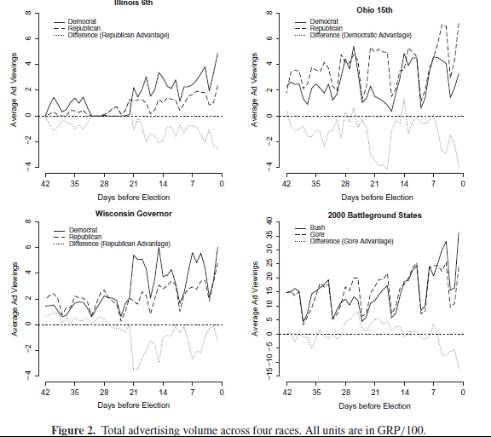 Illinois 6th
Democrat
Republican
Difference (Republican Advantage)
Average Ad Viewings
8
6
4
2
0
−2
−4
42 35 28 21 14 7 0
Days before Election
Ohio 15th
Democrat
Republican
Difference (Democratic Advantage)
Average Ad Viewings
8
6
4
2
0
−2
−4
42 35 28 21 14 7 0
Days before Election
Wisconsin Governor
Democrat
Republican
Difference (Republican Advantage)
Average Ad Viewings
8
6
4
2
0
−2
−4
42 35 28 21 14 7 0
Days before Election
2000 Battleground States
Bush
Gore
Difference (Gore Advantage)
Average Ad Viewings
40
35
30
25
20
15
10
5
0
−5
−10
−15
42 35 28 21 14 7 0
Days before Election
Figure 2. Total advertising volume across four races. All units are in GRP/100.